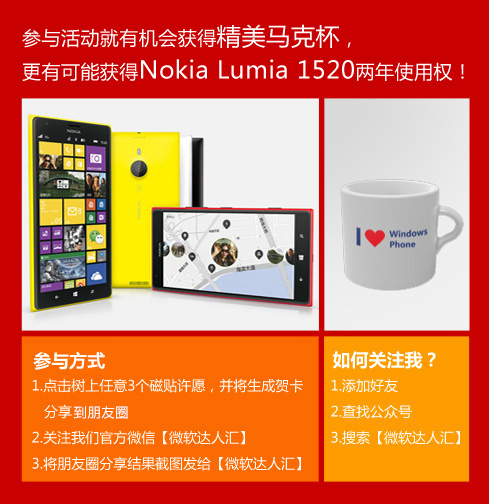 参与活动就有机会获得精美马克杯，
更有可能获得Nokia Lumia 1520两年使用权！
NOKIA
海滨大道
I ❤ Windows
Phone
参与方式
1.点击树上任意3个磁贴许愿，并将生成贺卡
分享到朋友圈
2.关注我们官方微信【微软达人汇】
3.将朋友圈分享结果截图发给【微软达人汇】
如何关注我？
1.添加好友
2.查找公众号
3.搜索【微软达人汇】